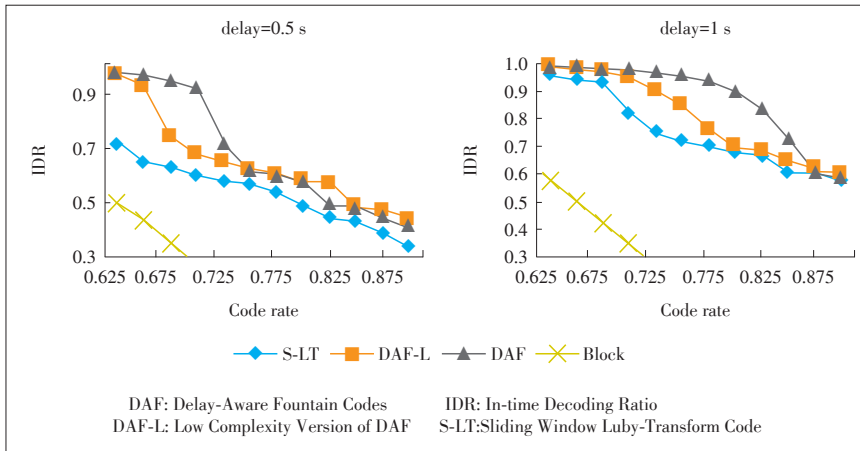 delay=0.5 s
0.9
0.7
0.5
0.3
IDR
0.625 0.675 0.725 0.775 0.825 0.875
Code rate
delay=1 s
1.0
0.9
0.8
0.7
0.6
0.5
0.4
0.3
IDR
0.625 0.675 0.725 0.775 0.825 0.875
Code rate
S-LT DAF-L DAF Block
DAF: Delay-Aware Fountain Codes IDR: In-time Decoding Ratio
DAF-L: Low Complexity Version of DAF S-LT:Sliding Window Luby-Transform Code